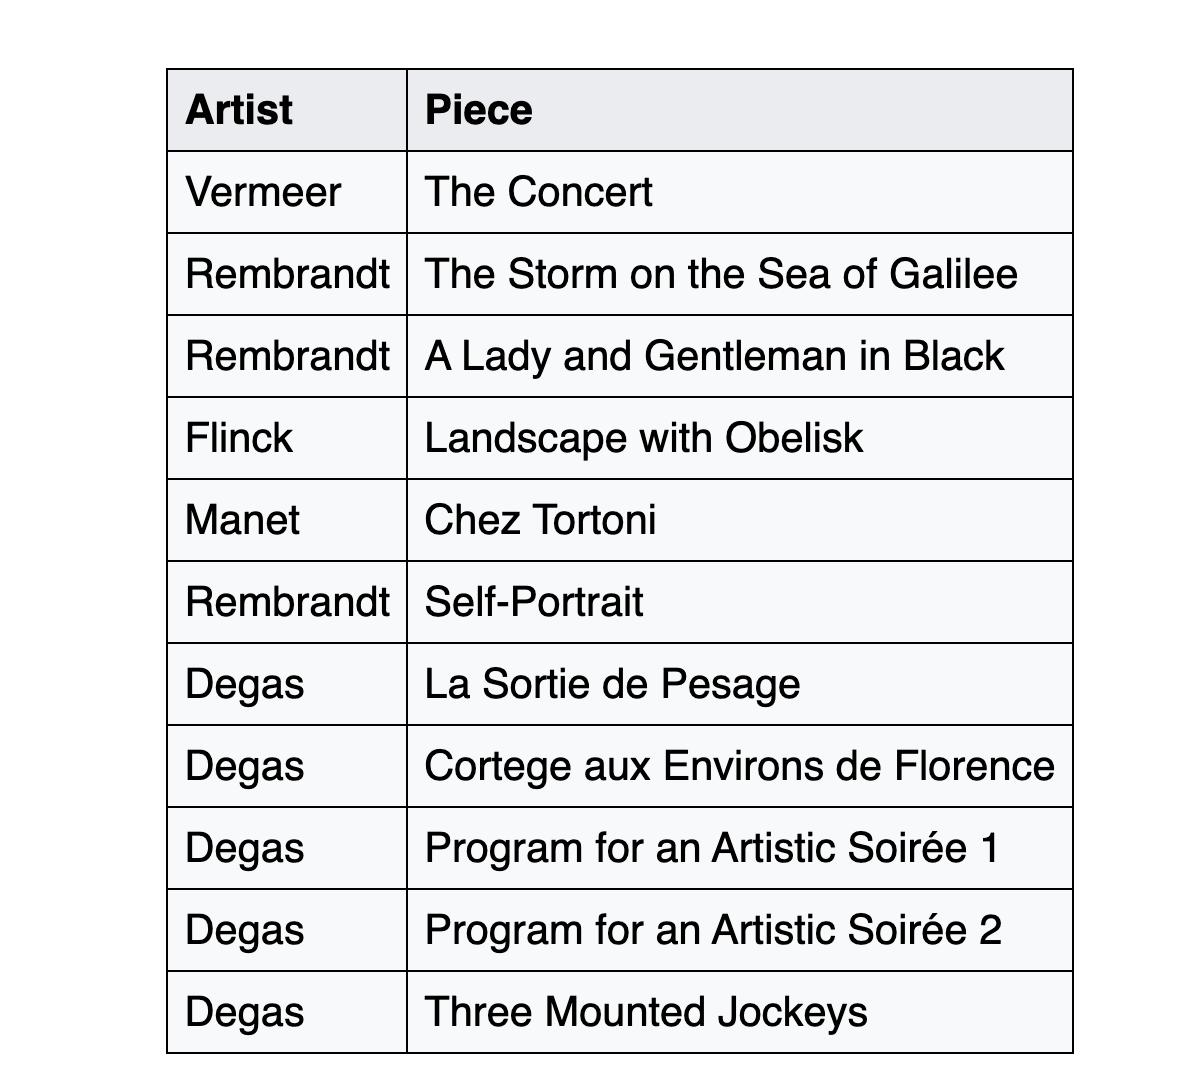 Artist Piece
Vermeer The Concert
Rembrandt The Storm on the Sea of Galilee
Rembrandt A Lady and Gentleman in Black
Flinck Landscape with Obelisk
Manet Chez Tortoni
Rembrandt Self-Portrait
Degas La Sortie de Pesage
Degas Cortege aux Environs de Florence
Degas Program for an Artistic Soirée 1
Degas Program for an Artistic Soirée 2
Degas Three Mounted Jockeys